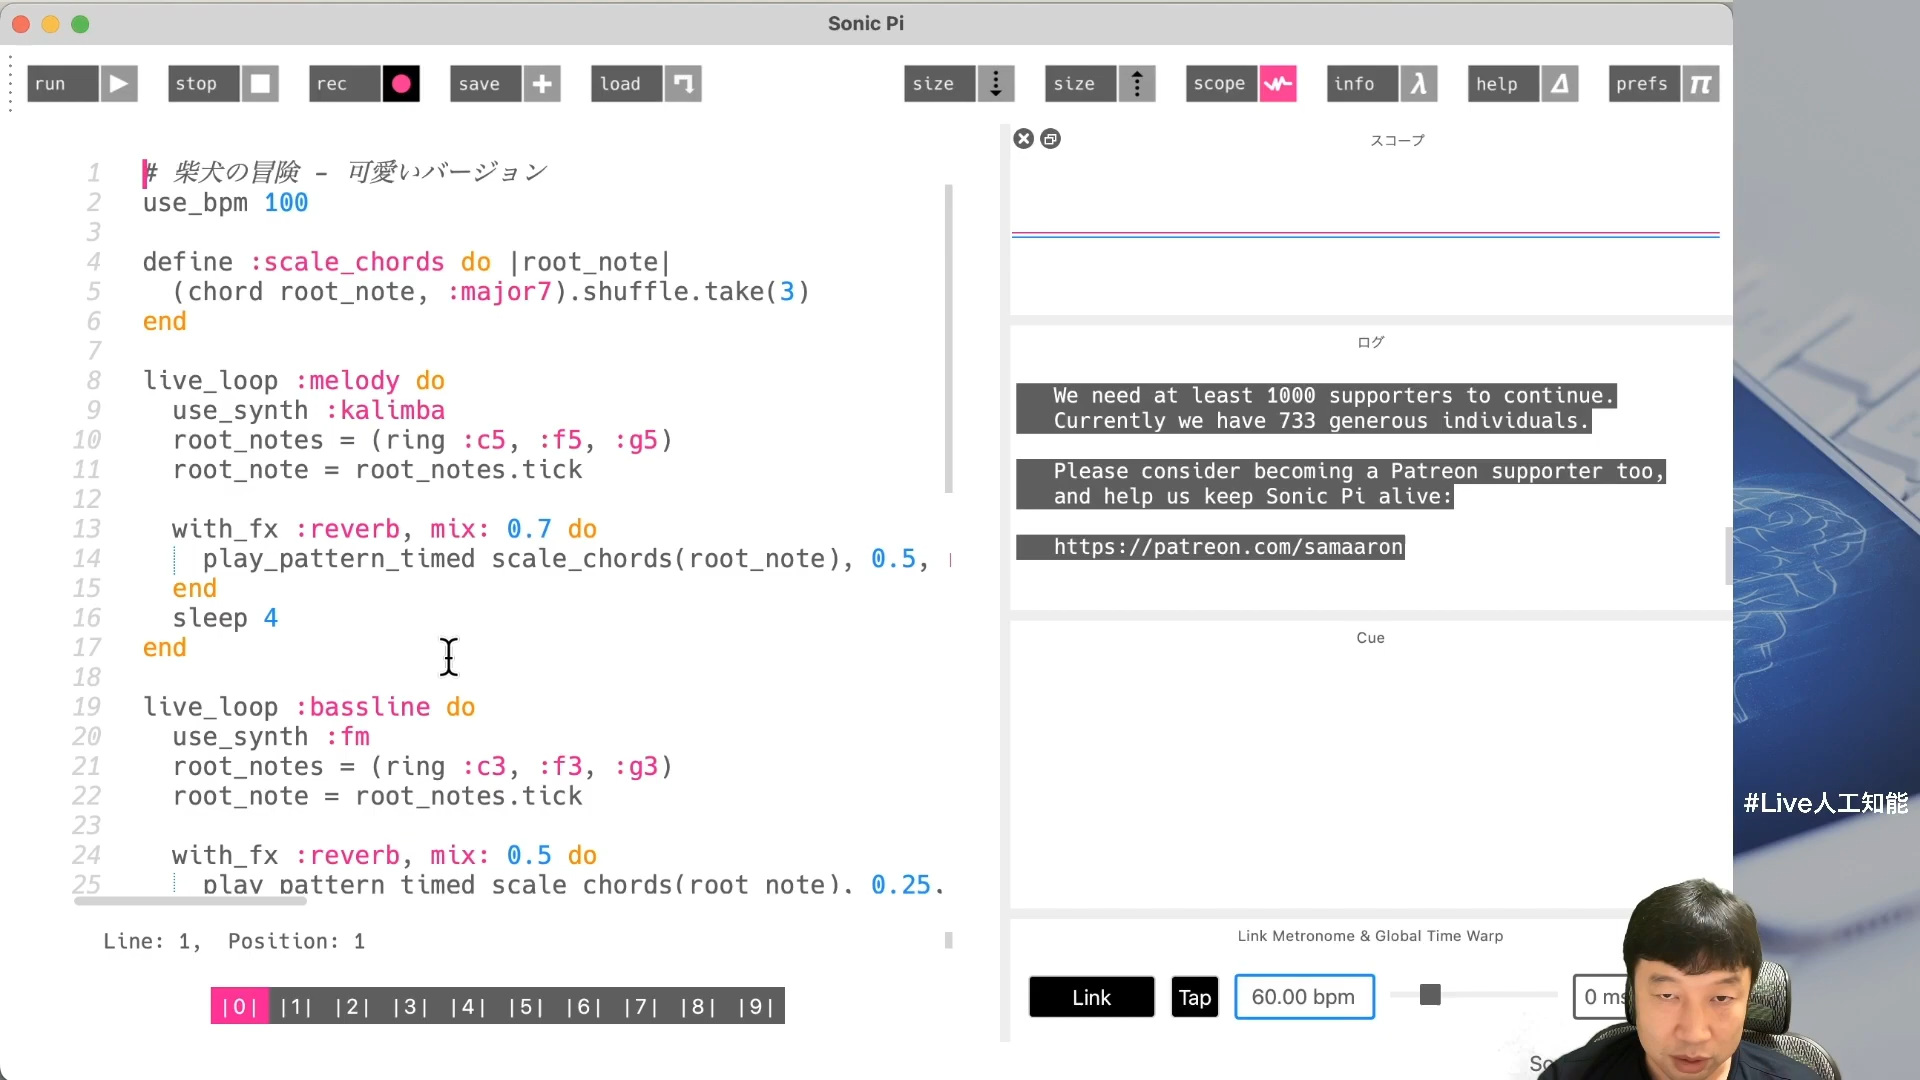 Sonic Pi
run
stop
rec
save
load
size
size
scope
info
help
prefs
1 # 柴犬の冒険 – 可愛いバージョン
2 use_bpm 100
3
4 define :scale_chords do |root_note|
5 (chord root_note, :major7).shuffle.take(3)
6 end
7
8 live_loop :melody do
9 use_synth :kalimba
10 root_notes = (ring :c5, :f5, :g5)
11 root_note = root_notes.tick
12
13 with_fx :reverb, mix: 0.7 do
14 play_pattern_timed scale_chords(root_note), 0.5,
15 end
16 sleep 4
17 end
18
19 live_loop :bassline do
20 use_synth :fm
21 root_notes = (ring :c3, :f3, :g3)
22 root_note = root_notes.tick
23
24 with_fx :reverb, mix: 0.5 do
25 play_pattern_timed scale_chords(root_note), 0.25,
Line: 1, Position: 1
|0| |1| |2| |3| |4| |5| |6| |7| |8| |9|
スコープ
ログ
We need at least 1000 supporters to continue.
Currently we have 733 generous individuals.
Please consider becoming a Patreon supporter too,
and help us keep Sonic Pi alive:
https://patreon.com/samaaron
Cue
Link Metronome & Global Time Warp
Link
Tap
60.00 bpm
0 ms
#Live人工知能